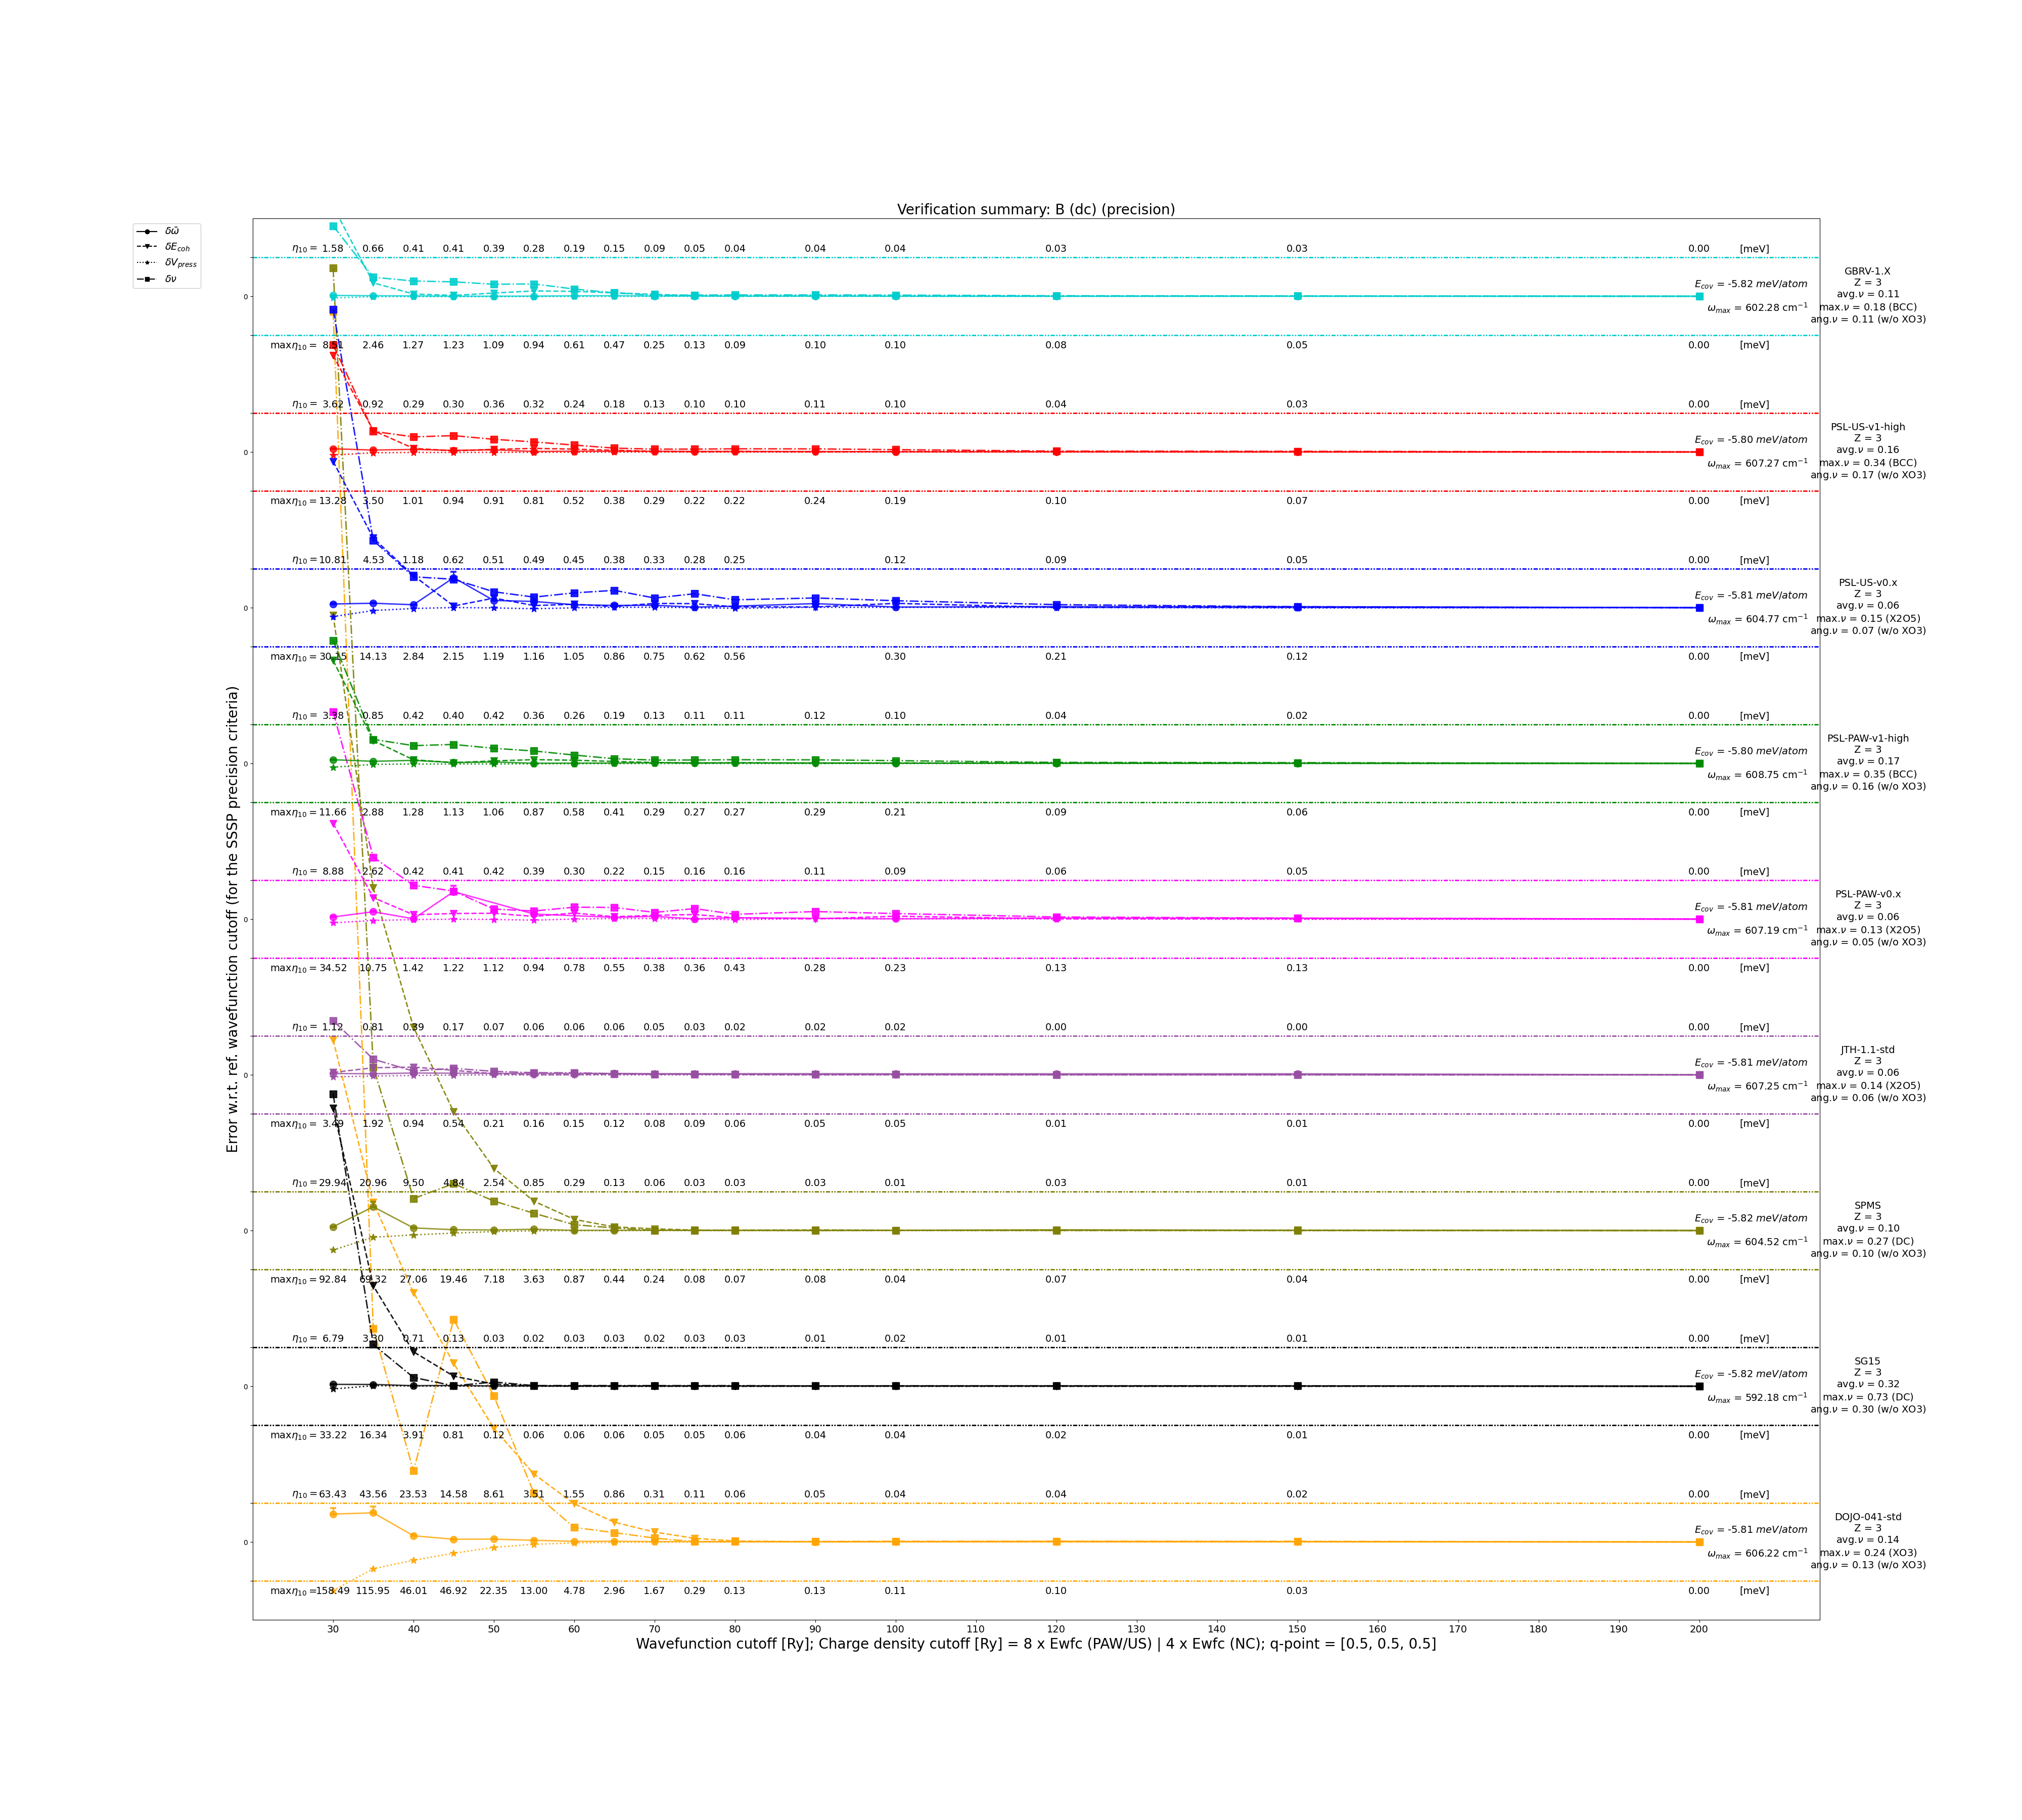 Verification summary: B (dc) (precision)
δω̄
δE_coh
δV_press
δν
η₁₀ = 1.58 0.66 0.41 0.41 0.39 0.28 0.19 0.15 0.09 0.05 0.04 0.04 0.04 0.03 0.03 0.00 [meV]
0
E_cov = -5.82 meV/atom
ω_max = 602.28 cm⁻¹
GBRV-1.X
Z = 3
avg.ν = 0.11
max.ν = 0.18 (BCC)
ang.ν = 0.11 (w/o XO3)
maxη₁₀ = 2.46 1.27 1.23 1.09 0.94 0.61 0.47 0.25 0.13 0.09 0.10 0.10 0.08 0.05 0.00 [meV]
η₁₀ = 3.62 0.92 0.29 0.30 0.36 0.32 0.24 0.18 0.13 0.10 0.10 0.11 0.10 0.04 0.03 0.00 [meV]
0
E_cov = -5.80 meV/atom
ω_max = 607.27 cm⁻¹
PSL-US-v1-high
Z = 3
avg.ν = 0.16
max.ν = 0.34 (BCC)
ang.ν = 0.17 (w/o XO3)
maxη₁₀ = 13.28 3.50 1.01 0.94 0.91 0.81 0.52 0.38 0.29 0.22 0.22 0.24 0.19 0.10 0.07 0.00 [meV]
η₁₀ = 10.81 4.53 1.18 0.62 0.51 0.49 0.45 0.38 0.33 0.28 0.25 0.12 0.09 0.05 0.00 [meV]
0
E_cov = -5.81 meV/atom
ω_max = 604.77 cm⁻¹
PSL-US-v0.x
Z = 3
avg.ν = 0.06
max.ν = 0.15 (X2O5)
ang.ν = 0.07 (w/o XO3)
maxη₁₀ = 14.13 2.84 2.15 1.19 1.16 1.05 0.86 0.75 0.62 0.56 0.30 0.21 0.12 0.00 [meV]
η₁₀ = 0.85 0.42 0.40 0.42 0.36 0.26 0.19 0.13 0.11 0.11 0.12 0.10 0.04 0.02 0.00 [meV]
0
E_cov = -5.80 meV/atom
ω_max = 608.75 cm⁻¹
PSL-PAW-v1-high
Z = 3
avg.ν = 0.17
max.ν = 0.35 (BCC)
ang.ν = 0.16 (w/o XO3)
maxη₁₀ = 11.66 2.88 1.28 1.13 1.06 0.87 0.58 0.41 0.29 0.27 0.27 0.29 0.21 0.09 0.06 0.00 [meV]
η₁₀ = 8.88 2.62 0.42 0.41 0.42 0.39 0.30 0.22 0.15 0.16 0.16 0.11 0.09 0.06 0.05 0.00 [meV]
0
E_cov = -5.81 meV/atom
ω_max = 607.19 cm⁻¹
PSL-PAW-v0.x
Z = 3
avg.ν = 0.06
max.ν = 0.13 (X2O5)
ang.ν = 0.05 (w/o XO3)
maxη₁₀ = 34.52 10.75 1.42 1.22 1.12 0.94 0.78 0.55 0.38 0.36 0.43 0.28 0.23 0.13 0.13 0.00 [meV]
η₁₀ = 1.12 0.81 0.39 0.17 0.07 0.06 0.06 0.06 0.05 0.03 0.02 0.02 0.02 0.00 0.00 0.00 [meV]
0
E_cov = -5.81 meV/atom
ω_max = 607.25 cm⁻¹
JTH-1.1-std
Z = 3
avg.ν = 0.06
max.ν = 0.14 (X2O5)
ang.ν = 0.06 (w/o XO3)
maxη₁₀ = 3.49 1.92 0.94 0.54 0.21 0.16 0.15 0.12 0.08 0.09 0.06 0.05 0.05 0.01 0.01 0.00 [meV]
η₁₀ = 29.94 20.96 9.50 4.84 2.54 0.85 0.29 0.13 0.06 0.03 0.03 0.03 0.01 0.03 0.01 0.00 [meV]
0
E_cov = -5.82 meV/atom
ω_max = 604.52 cm⁻¹
SPMS
Z = 3
avg.ν = 0.10
max.ν = 0.27 (DC)
ang.ν = 0.10 (w/o XO3)
maxη₁₀ = 92.84 69.32 27.06 19.46 7.18 3.63 0.87 0.44 0.24 0.08 0.07 0.08 0.04 0.07 0.04 0.00 [meV]
η₁₀ = 6.79 3.30 0.71 0.13 0.03 0.02 0.03 0.03 0.02 0.03 0.03 0.01 0.02 0.01 0.01 0.00 [meV]
0
E_cov = -5.82 meV/atom
ω_max = 592.18 cm⁻¹
SG15
Z = 3
avg.ν = 0.32
max.ν = 0.73 (DC)
ang.ν = 0.30 (w/o XO3)
maxη₁₀ = 33.22 16.34 3.91 0.81 0.12 0.06 0.06 0.06 0.05 0.05 0.06 0.04 0.04 0.02 0.01 0.00 [meV]
η₁₀ = 63.43 43.56 23.53 14.58 8.61 3.51 1.55 0.86 0.31 0.11 0.06 0.05 0.04 0.04 0.02 0.00 [meV]
0
E_cov = -5.81 meV/atom
ω_max = 606.22 cm⁻¹
DOJO-041-std
Z = 3
avg.ν = 0.14
max.ν = 0.24 (XO3)
ang.ν = 0.13 (w/o XO3)
maxη₁₀ = 158.49 115.95 46.01 46.92 22.35 13.00 4.78 2.96 1.67 0.29 0.13 0.13 0.11 0.10 0.03 0.00 [meV]
30 40 50 60 70 80 90 100 110 120 130 140 150 160 170 180 190 200
Wavefunction cutoff [Ry]; Charge density cutoff [Ry] = 8 x Ewfc (PAW/US) | 4 x Ewfc (NC); q-point = [0.5, 0.5, 0.5]
Error w.r.t. ref. wavefunction cutoff (for the SSSP precision criteria)